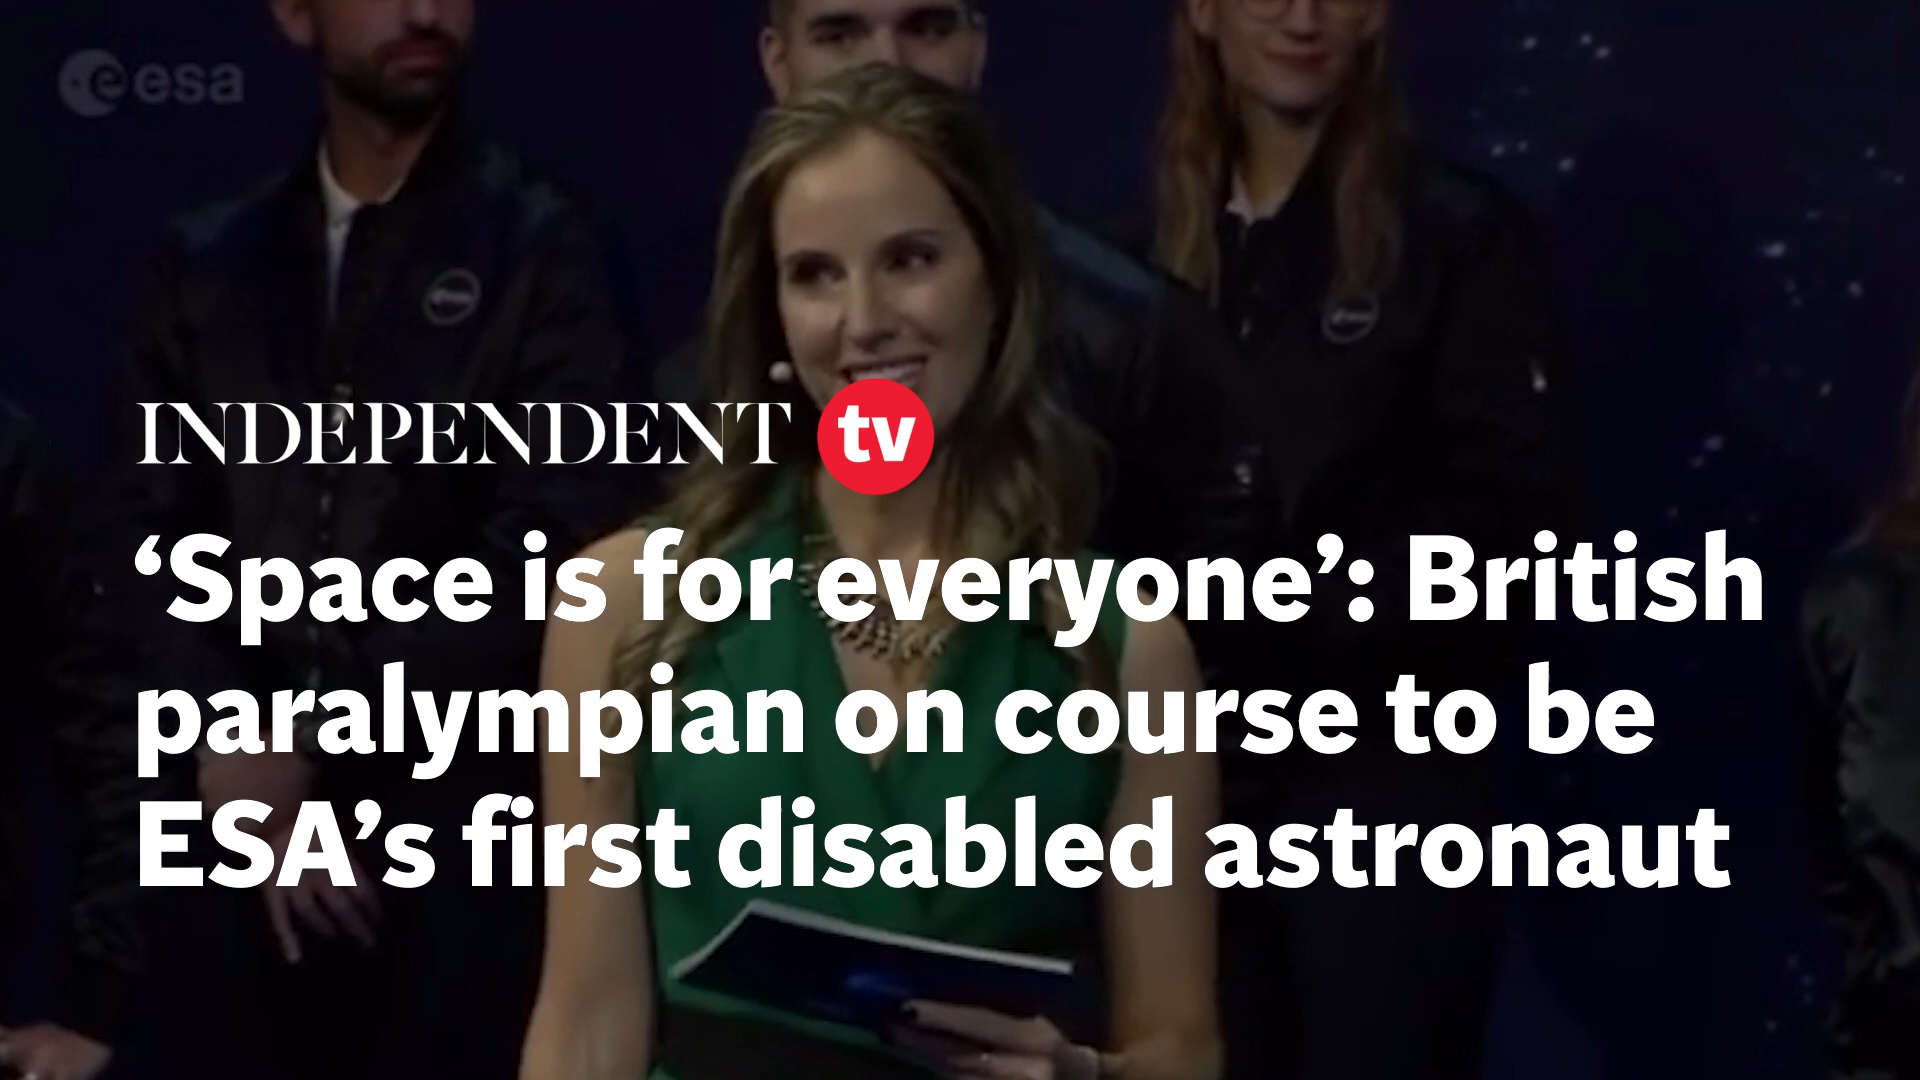 esa
INDEPENDENT tv
‘Space is for everyone’: British
paralympian on course to be
ESA’s first disabled astronaut